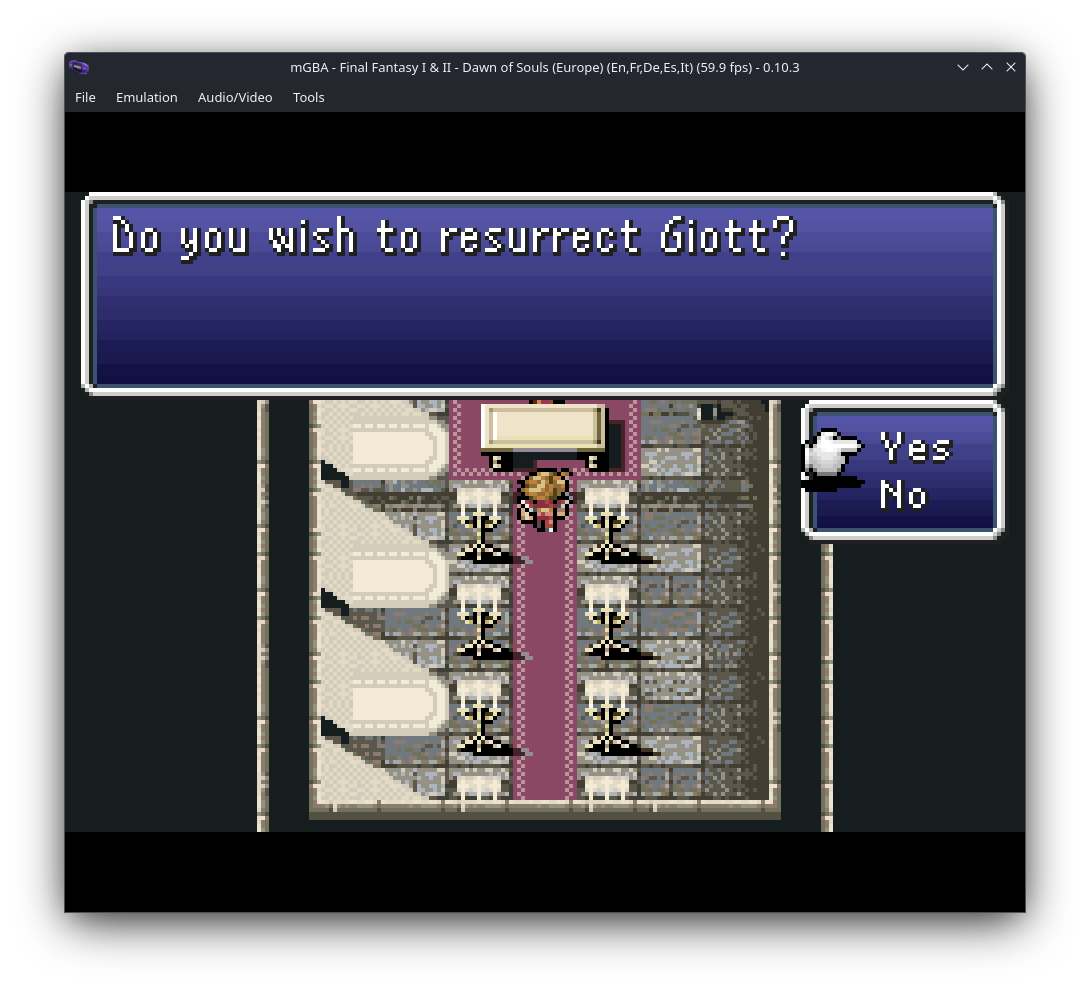 mGBA - Final Fantasy I & II - Dawn of Souls (Europe) (En,Fr,De,Es,It) (59.9 fps) - 0.10.3
File Emulation Audio/Video Tools
Do you wish to resurrect Giott?
Yes
No